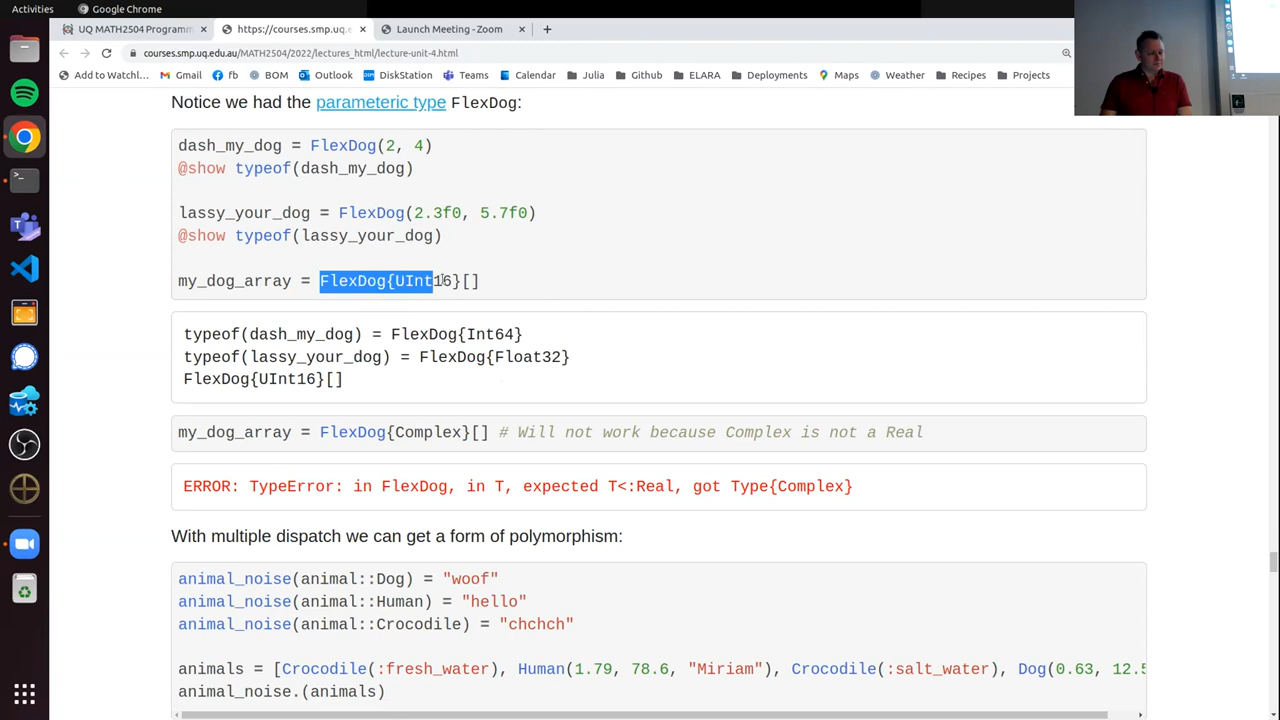 Activities
Google Chrome
UQ MATH2504 Programm
https://courses.smp.uq.e
Launch Meeting - Zoom
courses.smp.uq.edu.au/MATH2504/2022/lectures_html/lecture-unit-4.html
Add to Watchl...
Gmail
fb
BOM
Outlook
DiskStation
Teams
Calendar
Julia
Github
ELARA
Deployments
Maps
Weather
Recipes
Projects
Notice we had the parameteric type FlexDog:
dash_my_dog = FlexDog(2, 4)
@show typeof(dash_my_dog)
lassy_your_dog = FlexDog(2.3f0, 5.7f0)
@show typeof(lassy_your_dog)
my_dog_array = FlexDog{UInt16}[]
typeof(dash_my_dog) = FlexDog{Int64}
typeof(lassy_your_dog) = FlexDog{Float32}
FlexDog{UInt16}[]
my_dog_array = FlexDog{Complex}[] # Will not work because Complex is not a Real
ERROR: TypeError: in FlexDog, in T, expected T<:Real, got Type{Complex}
With multiple dispatch we can get a form of polymorphism:
animal_noise(animal::Dog) = "woof"
animal_noise(animal::Human) = "hello"
animal_noise(animal::Crocodile) = "chchch"
animals = [Crocodile(:fresh_water), Human(1.79, 78.6, "Miriam"), Crocodile(:salt_water), Dog(0.63, 12.5
animal_noise.(animals)